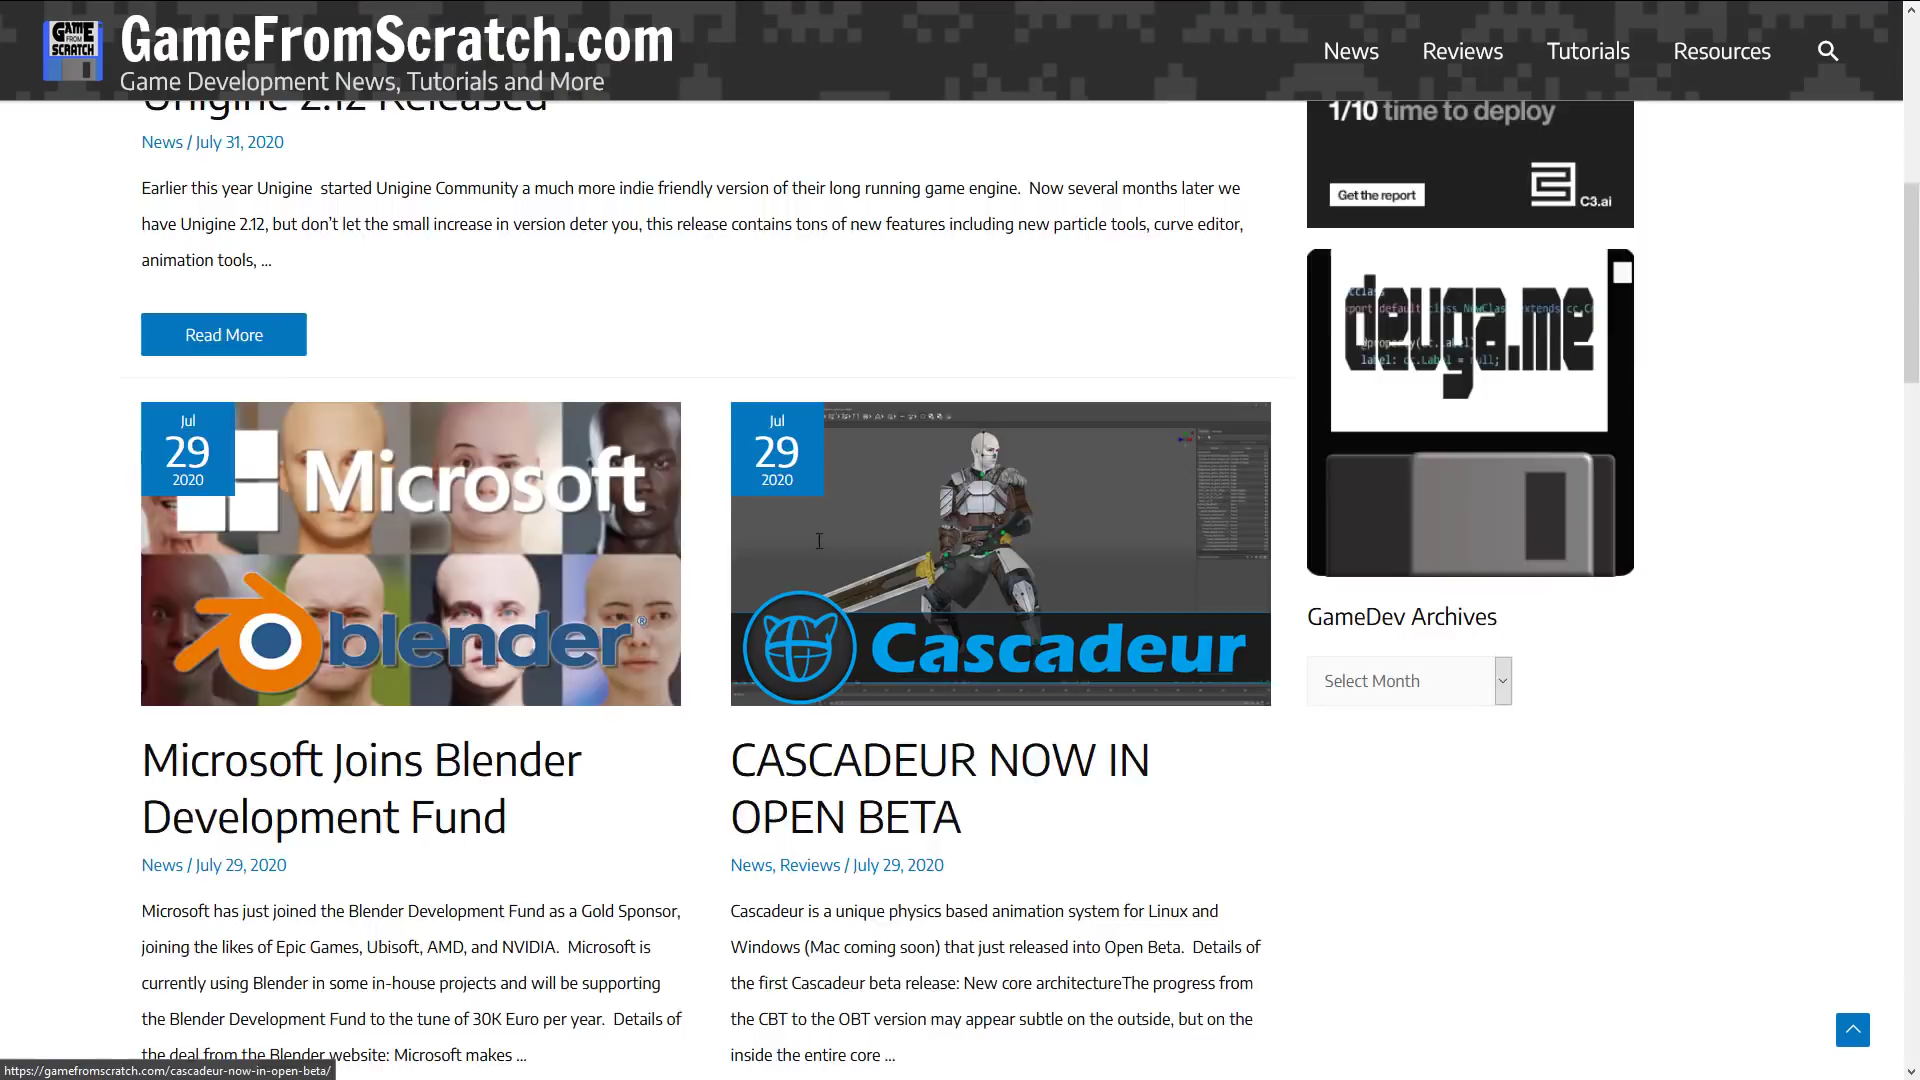 GAME
FROM
SCRATCH
GameFromScratch.com
Game Development News, Tutorials and More
News
Reviews
Tutorials
Resources
Unigine 2.12 Released
News / July 31, 2020
Earlier this year Unigine started Unigine Community a much more indie friendly version of their long running game engine. Now several months later we
have Unigine 2.12, but don't let the small increase in version deter you, this release contains tons of new features including new particle tools, curve editor,
animation tools, ...
Read More
1/10 time to deploy
Get the report
C3.ai
devga.me
Jul
29
2020
Microsoft
blender®
Jul
29
2020
Cascadeur
GameDev Archives
Select Month
Microsoft Joins Blender
Development Fund
News / July 29, 2020
Microsoft has just joined the Blender Development Fund as a Gold Sponsor,
joining the likes of Epic Games, Ubisoft, AMD, and NVIDIA. Microsoft is
currently using Blender in some in-house projects and will be supporting
the Blender Development Fund to the tune of 30K Euro per year. Details of
the deal from the Blender website: Microsoft makes ...
CASCADEUR NOW IN
OPEN BETA
News, Reviews / July 29, 2020
Cascadeur is a unique physics based animation system for Linux and
Windows (Mac coming soon) that just released into Open Beta. Details of
the first Cascadeur beta release: New core architectureThe progress from
the CBT to the OBT version may appear subtle on the outside, but on the
inside the entire core ...
https://gamefromscratch.com/cascadeur-now-in-open-beta/